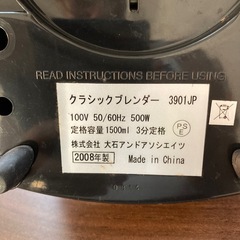 READ INSTRUCTIONS BEFORE USING
クラシックブレンダー 3901JP
100V 50/60Hz 500W
定格容量1500ml 3分定格
PSE
株式会社 大石アンドアソシエイツ
2008年製 Made in China